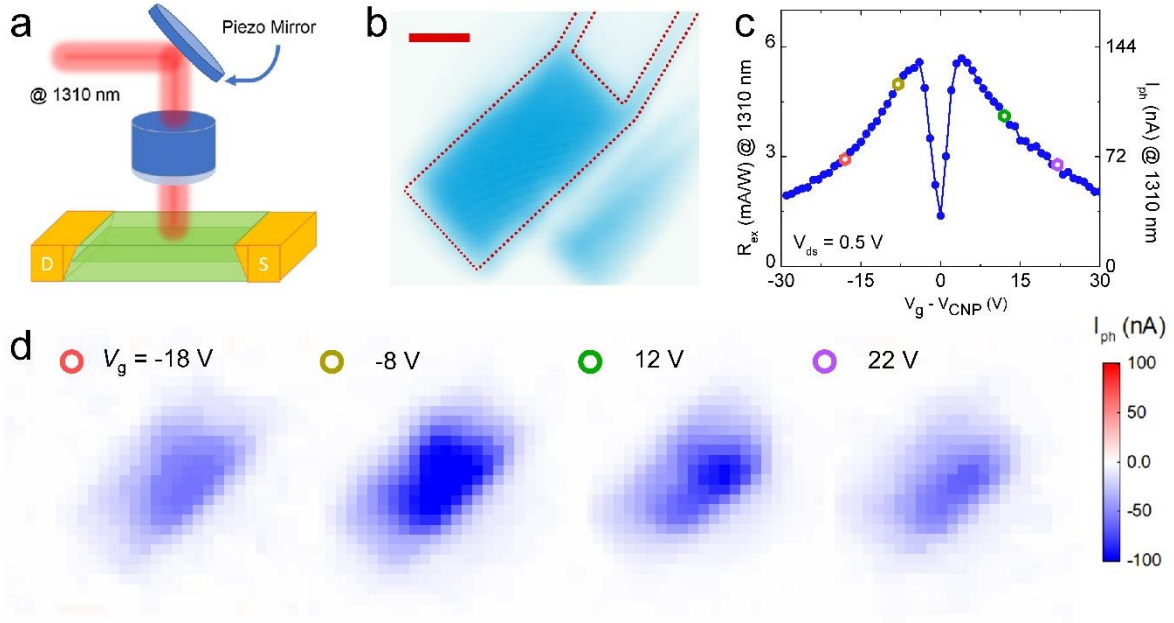 a
Piezo Mirror
@ 1310 nm
D
S
b
c
R_ex (mA/W) @ 1310 nm
6
3
0
144
72
0
I_ph (nA) @ 1310 nm
V_ds = 0.5 V
-30
-15
0
15
30
V_g - V_CNP (V)
d
V_g = -18 V
-8 V
12 V
22 V
I_ph (nA)
100
50
0.0
-50
-100